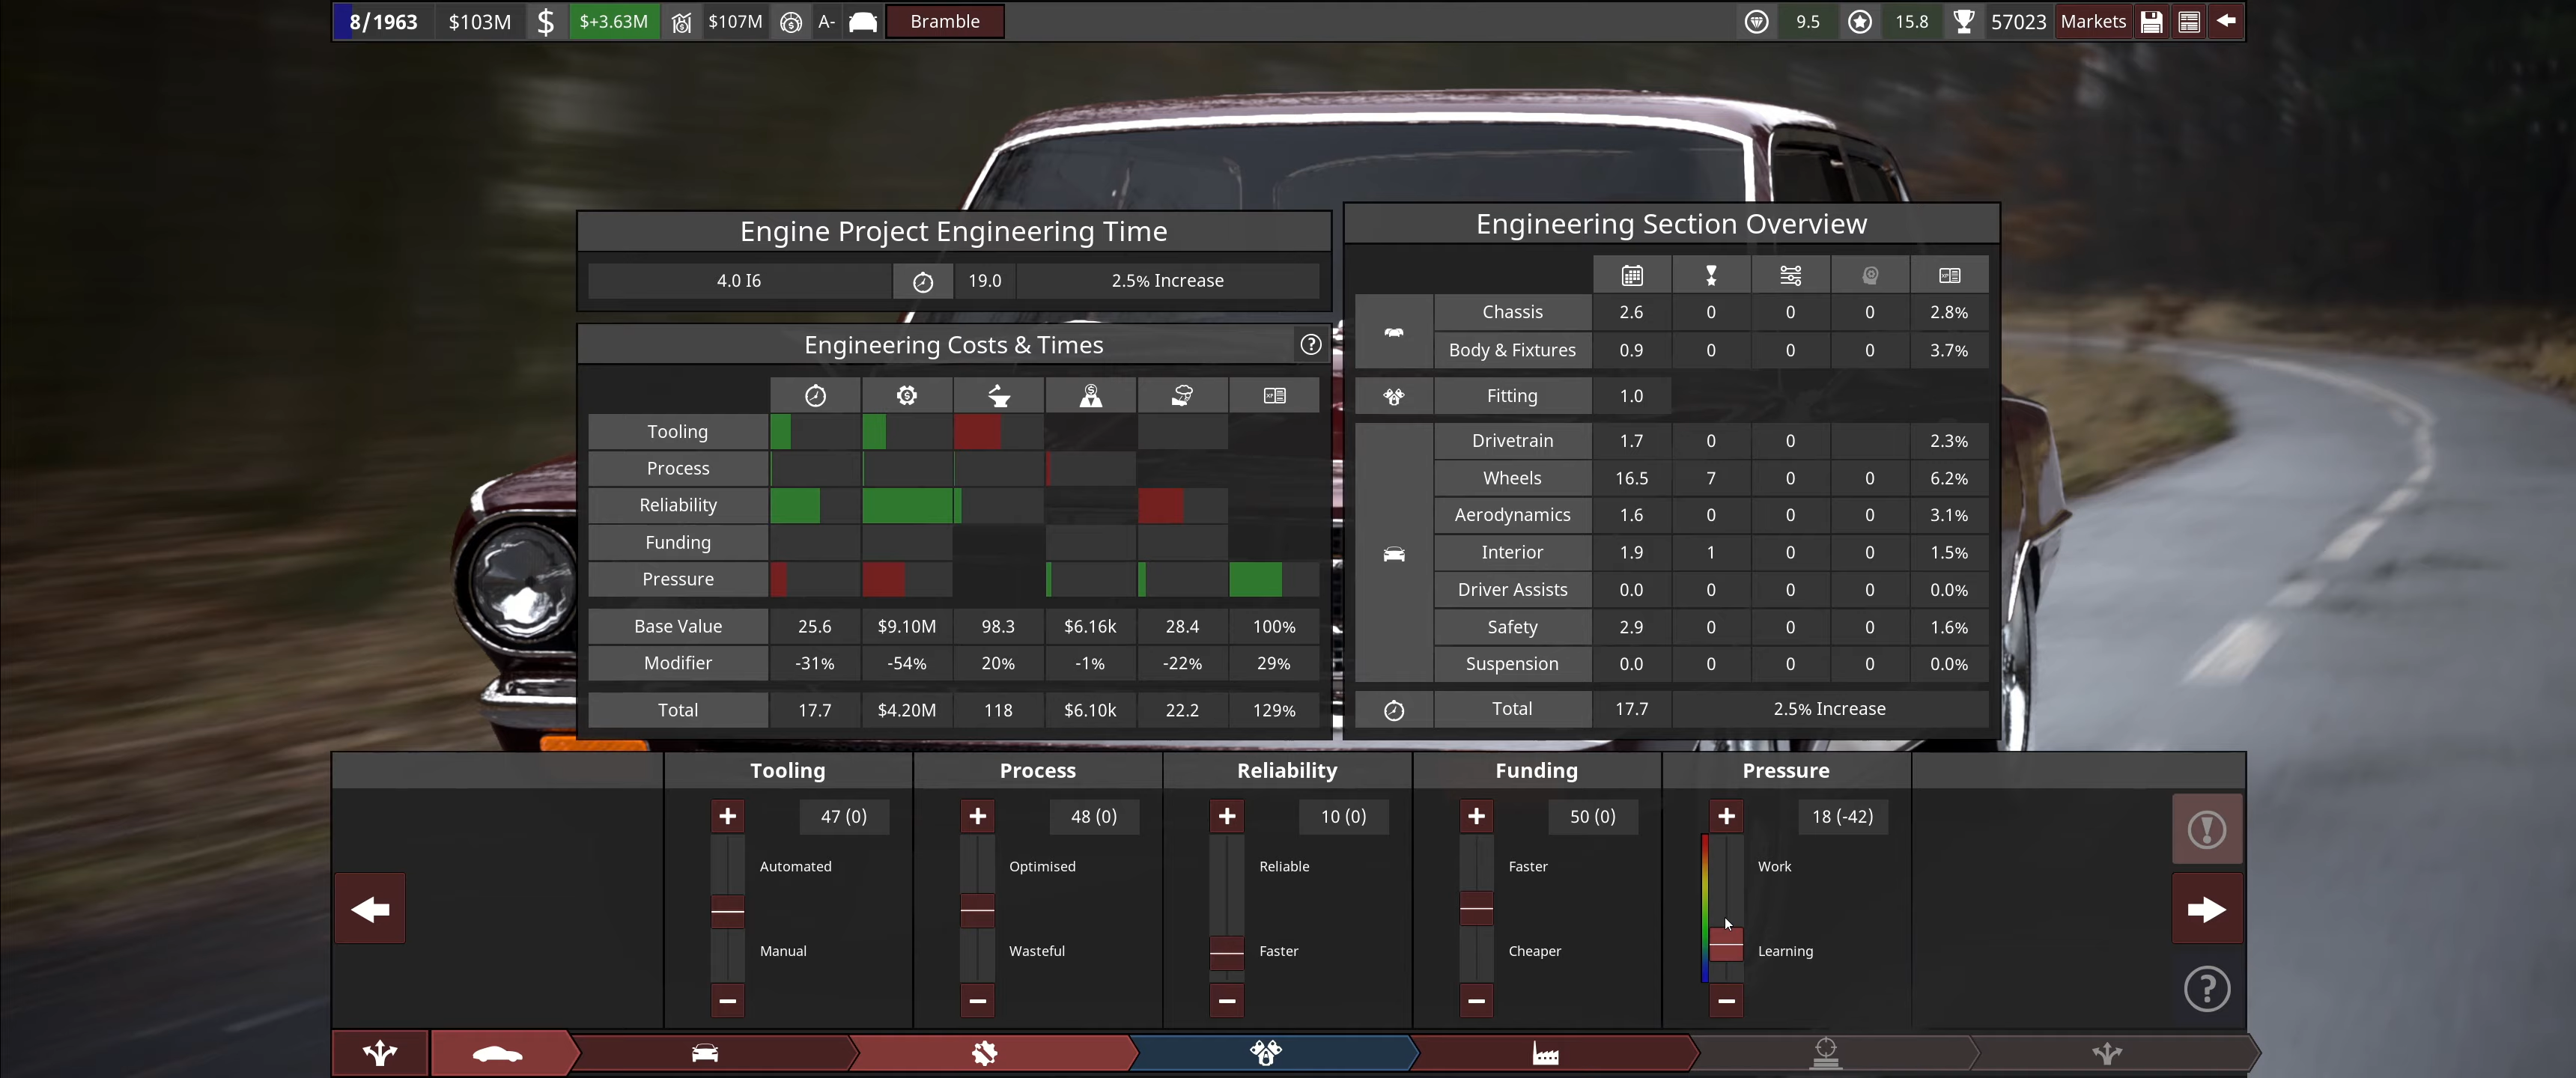 8/1963 $103M $+3.63M $107M A- Bramble 9.5 15.8 57023 Markets
Engine Project Engineering Time
4.0 I6 19.0 2.5% Increase
Engineering Costs & Times
Tooling
Process
Reliability
Funding
Pressure
Base Value 25.6 $9.10M 98.3 $6.16k 28.4 100%
Modifier -31% -54% 20% -1% -22% 29%
Total 17.7 $4.20M 118 $6.10k 22.2 129%
Engineering Section Overview
Chassis 2.6 0 0 0 2.8%
Body & Fixtures 0.9 0 0 0 3.7%
Fitting 1.0
Drivetrain 1.7 0 0 2.3%
Wheels 16.5 7 0 0 6.2%
Aerodynamics 1.6 0 0 0 3.1%
Interior 1.9 1 0 0 1.5%
Driver Assists 0.0 0 0 0 0.0%
Safety 2.9 0 0 0 1.6%
Suspension 0.0 0 0 0 0.0%
Total 17.7 2.5% Increase
Tooling Process Reliability Funding Pressure
47 (0) 48 (0) 10 (0) 50 (0) 18 (-42)
Automated Optimised Reliable Faster Work
Manual Wasteful Faster Cheaper Learning